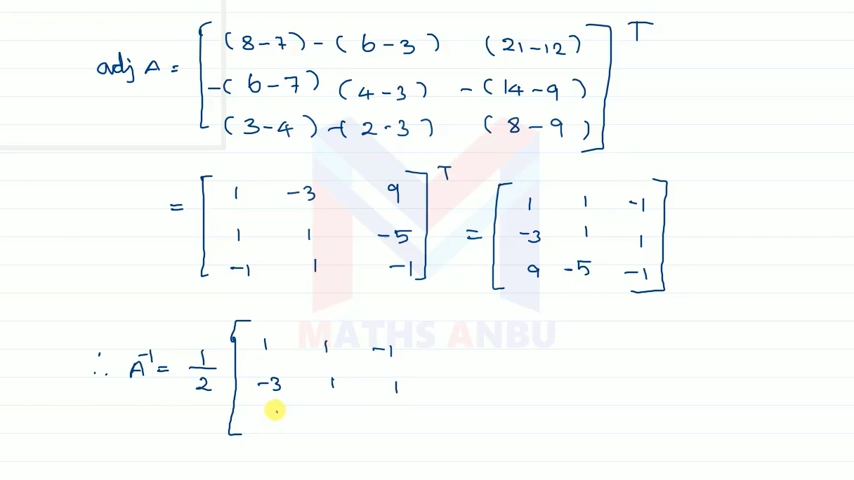 (8-7) -(6-3) (21-12) T
adj A =
-(6-7) (4-3) -(14-9)
(3-4) -(2-3) (8-9)
1 -3 9 T
= 1 1 -5
-1 1 -1
1 1 -1
= -3 1 1
9 -5 -1
MATHS ANBU
1 1 -1
∴ A⁻¹ = 1/2
-3 1 1